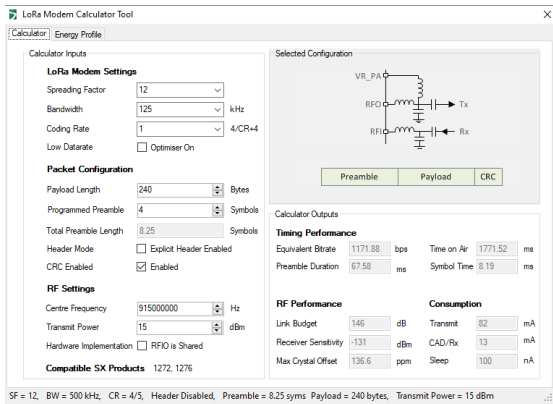 LoRa Modem Calculator Tool
Calculator Energy Profile
Calculator Inputs
LoRa Modem Settings
Spreading Factor 12
Bandwidth 125 kHz
Coding Rate 1 4/CR+4
Low Datarate Optimiser On
Packet Configuration
Payload Length 240 Bytes
Programmed Preamble 4 Symbols
Total Preamble Length 8.25 Symbols
Header Mode Explicit Header Enabled
CRC Enabled Enabled
RF Settings
Centre Frequency 915000000 Hz
Transmit Power 15 dBm
Hardware Implementation RFIO is Shared
Compatible SX Products 1272, 1276
Selected Configuration
VR_PA
RFO Tx
RFI Rx
Preamble Payload CRC
Calculator Outputs
Timing Performance
Equivalent Bitrate 1171.88 bps Time on Air 1771.52 ms
Preamble Duration 67.58 ms Symbol Time 8.19 ms
RF Performance Consumption
Link Budget 146 dB Transmit 82 mA
Receiver Sensitivity -131 dBm CAD/Rx 13 mA
Max Crystal Offset 136.6 ppm Sleep 100 nA
SF = 12, BW = 500 kHz, CR = 4/5, Header Disabled, Preamble = 8.25 syms Payload = 240 bytes, Transmit Power = 15 dBm